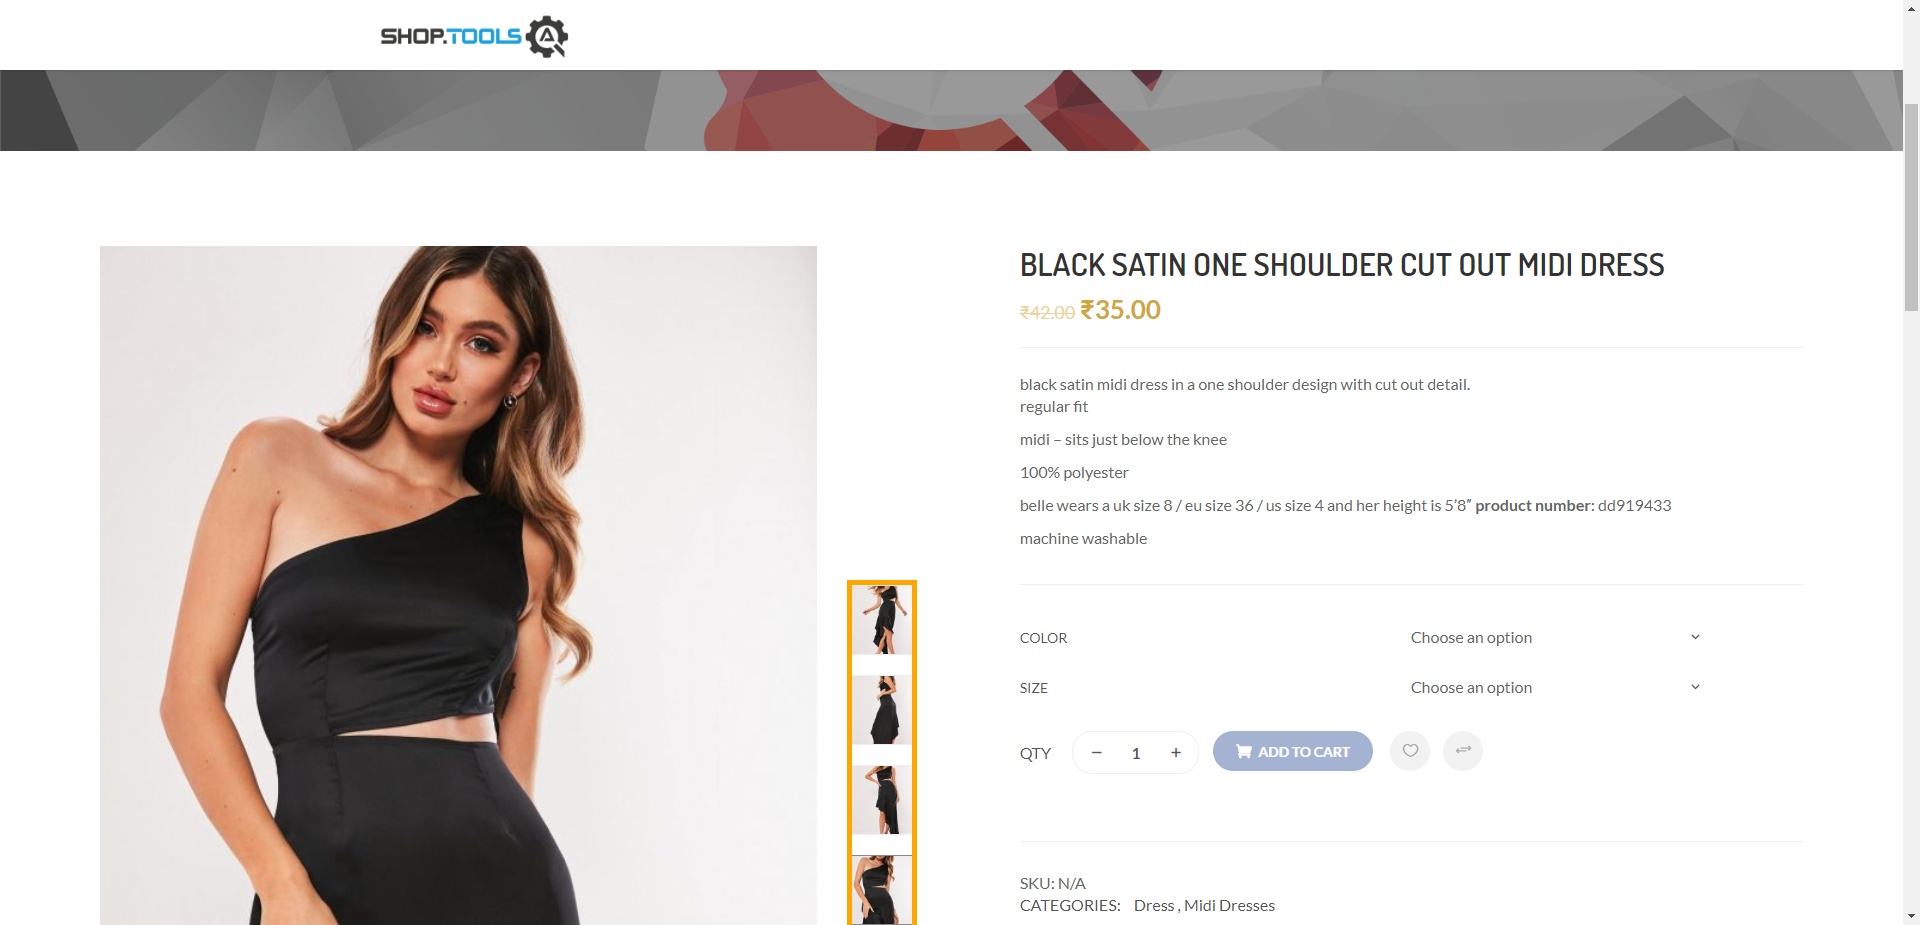 SHOP.TOOLS
BLACK SATIN ONE SHOULDER CUT OUT MIDI DRESS
₹42.00 ₹35.00
black satin midi dress in a one shoulder design with cut out detail.
regular fit
midi – sits just below the knee
100% polyester
belle wears a uk size 8 / eu size 36 / us size 4 and her height is 5’8″ product number: dd919433
machine washable
COLOR Choose an option
SIZE Choose an option
QTY − 1 + ADD TO CART
SKU: N/A
CATEGORIES: Dress , Midi Dresses